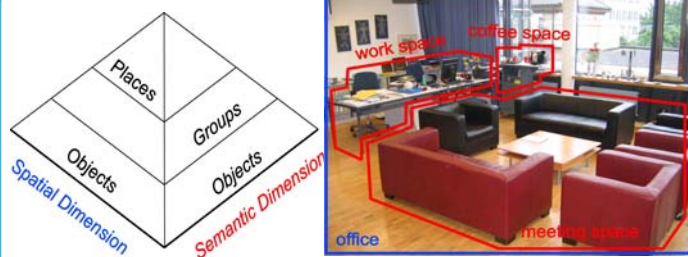 Places
Groups
Objects
Objects
Spatial Dimension
Semantic Dimension
work space
coffee space
meeting space
office